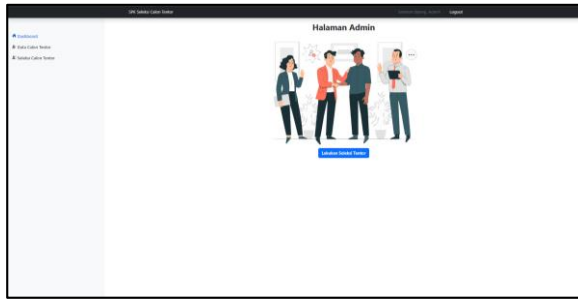 SPK Seleksi Calon Tentor
Logout
Halaman Admin
Dashboard
Data Calon Tentor
Seleksi Calon Tentor
Lakukan Seleksi Tentor